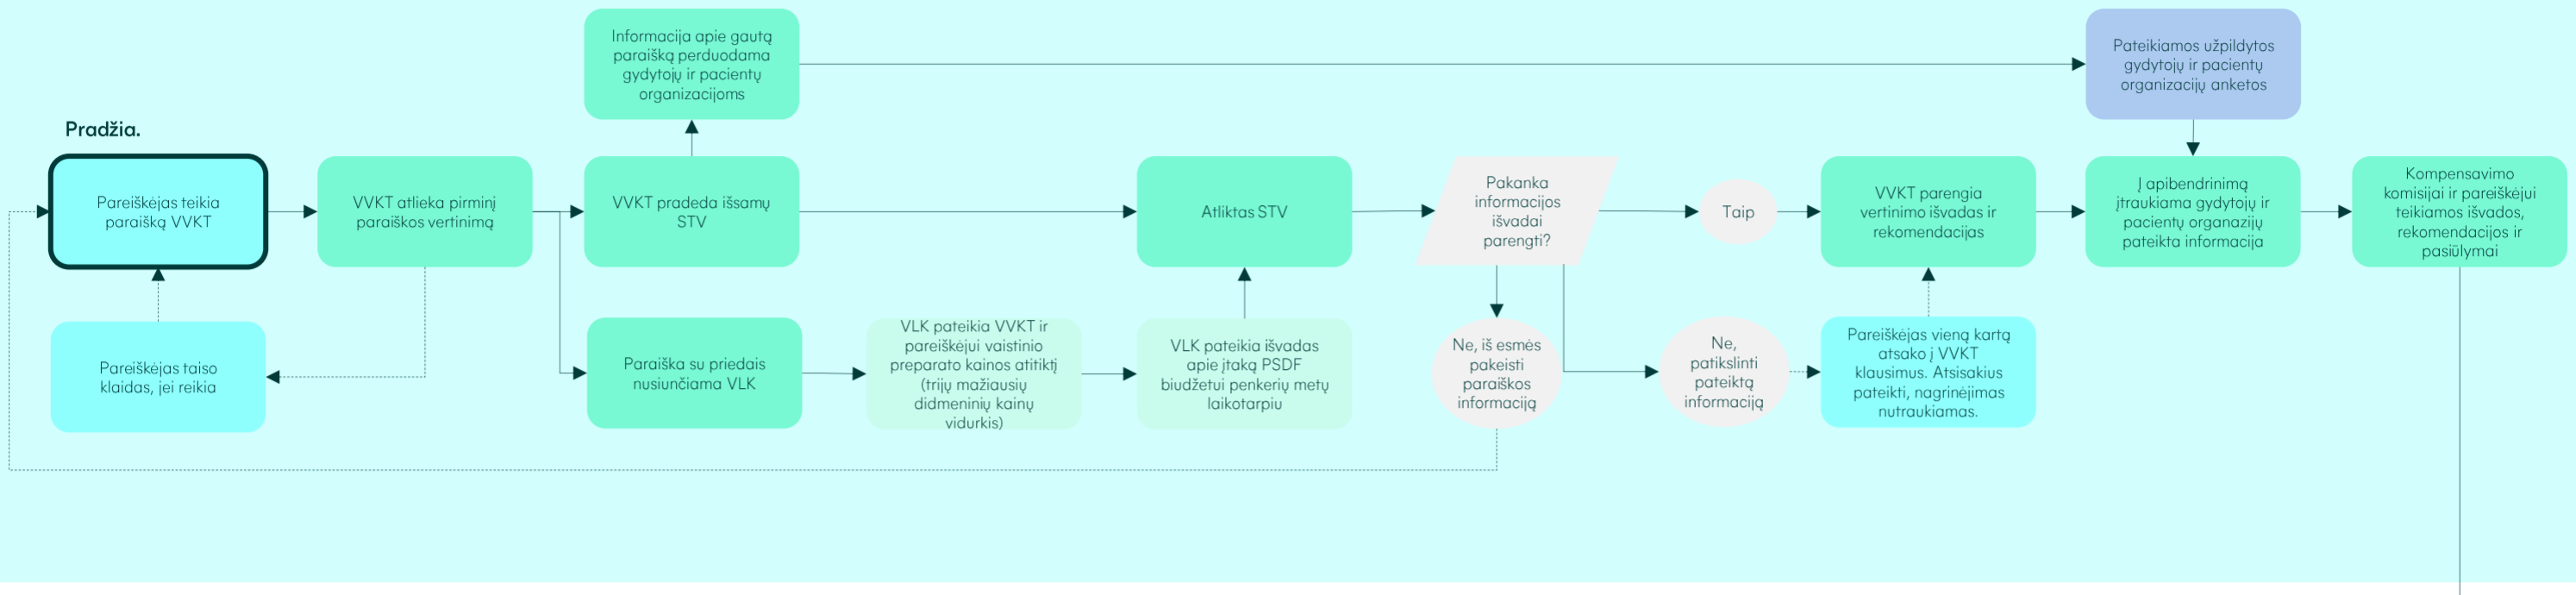 Informacija apie gautą
paraišką perduodama
gydytojų ir pacientų
organizacijoms
Pateikiamos užpildytos
gydytojų ir pacientų
organizacijų anketos
Pradžia.
Pareiškėjas teikia
paraišką VVKT
VVKT atlieka pirminį
paraiškos vertinimą
VVKT pradeda išsamų
STV
Atliktas STV
Pakanka
informacijos
išvadai
parengti?
Taip
VVKT parengia
vertinimo išvadas ir
rekomendacijas
Į apibendrinimą
įtraukiama gydytojų ir
pacientų organazijų
pateikta informacija
Kompensavimo
komisijai ir pareiškėjui
teikiamos išvados,
rekomendacijos ir
pasiūlymai
Pareiškėjas taiso
klaidas, jei reikia
Paraiška su priedais
nusiunčiama VLK
VLK pateikia VVKT ir
pareiškėjui vaistinio
preparato kainos atitiktį
(trijų mažiausių
didmeninių kainų
vidurkis)
VLK pateikia išvadas
apie įtaką PSDF
biudžetui penkerių metų
laikotarpiu
Ne, iš esmės
pakeisti
paraiškos
informaciją
Ne,
patikslinti
pateiktą
informaciją
Pareiškėjas vieną kartą
atsako į VVKT
klausimus. Atsisakius
pateikti, nagrinėjimas
nutraukiamas.